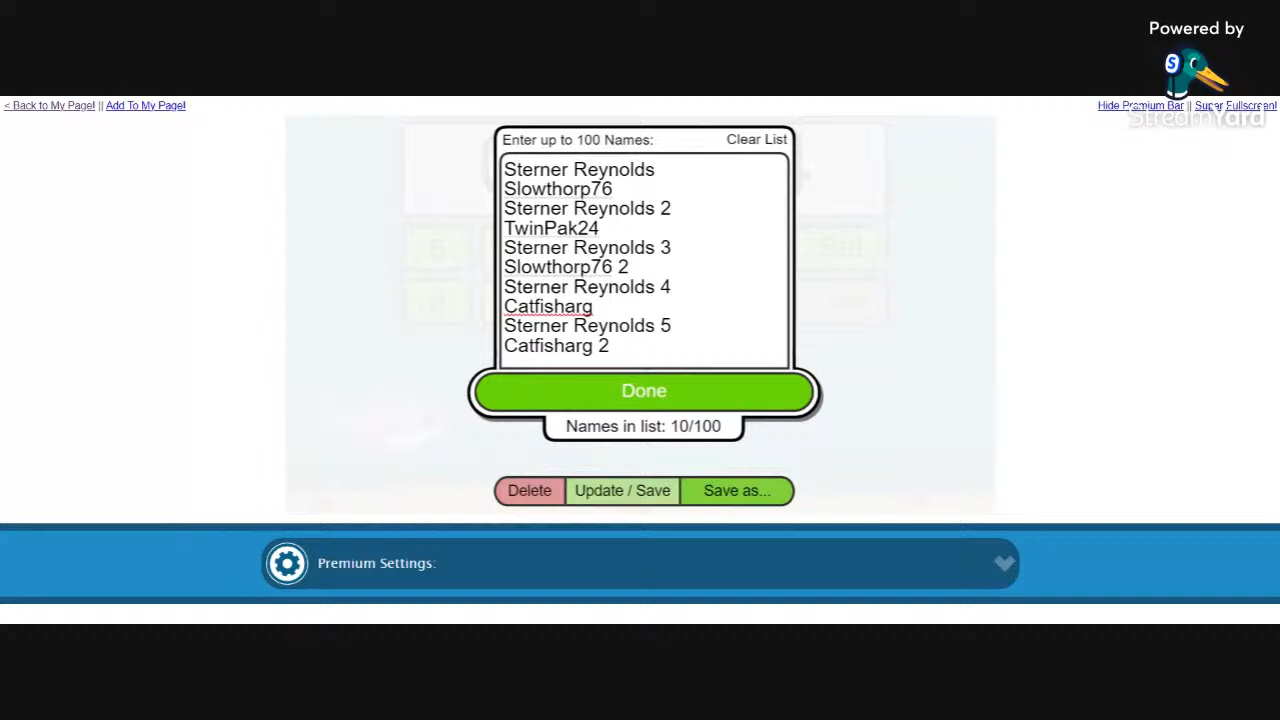 Powered by
StreamYard
< Back to My Page! || Add To My Page!
Hide Premium Bar || Super Fullscreen!
Enter up to 100 Names:
Clear List
Sterner Reynolds
Slowthorp76
Sterner Reynolds 2
TwinPak24
Sterner Reynolds 3
Slowthorp76 2
Sterner Reynolds 4
Catfisharg
Sterner Reynolds 5
Catfisharg 2
Done
Names in list: 10/100
Delete
Update / Save
Save as...
Premium Settings: